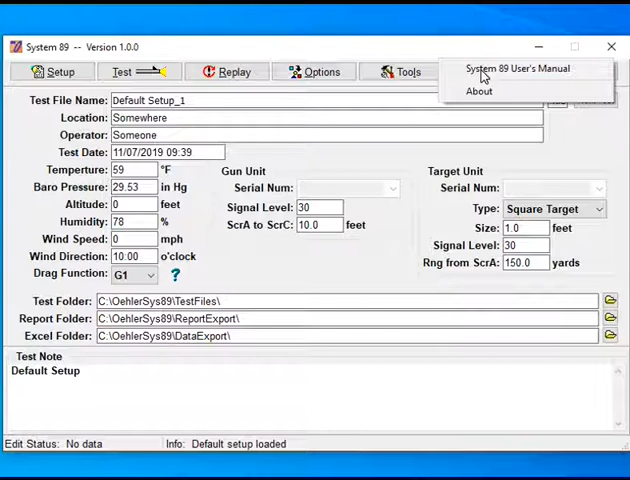 System 89 -- Version 1.0.0
Setup Test Replay Options Tools
System 89 User's Manual
About
Test File Name: Default Setup_1
Location: Somewhere
Operator: Someone
Test Date: 11/07/2019 09:39
Temperture: 59 °F
Baro Pressure: 29.53 in Hg
Altitude: 0 feet
Humidity: 78 %
Wind Speed: 0 mph
Wind Direction: 10:00 o'clock
Drag Function: G1 ?
Gun Unit
Serial Num:
Signal Level: 30
ScrA to ScrC: 10.0 feet
Target Unit
Serial Num:
Type: Square Target
Size: 1.0 feet
Signal Level: 30
Rng from ScrA: 150.0 yards
Test Folder: C:\OehlerSys89\TestFiles\
Report Folder: C:\OehlerSys89\ReportExport\
Excel Folder: C:\OehlerSys89\DataExport\
Test Note
Default Setup
Edit Status: No data Info: Default setup loaded